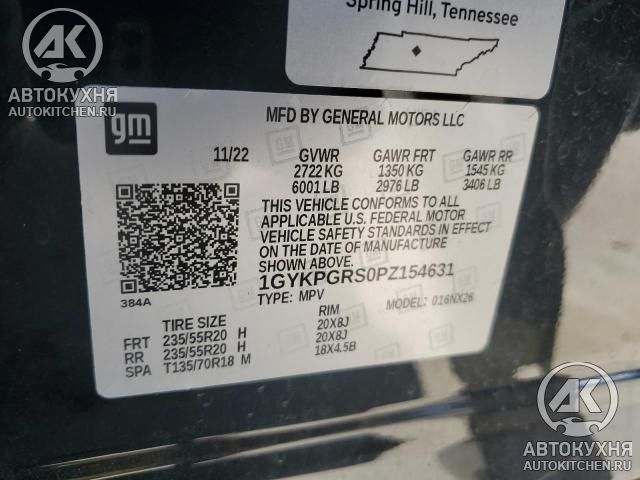 Spring Hill, Tennessee
AK
АВТОКУХНЯ
AUTOKITCHEN.RU
gm
MFD BY GENERAL MOTORS LLC
11/22 GVWR GAWR FRT GAWR RR
2722 KG 1350 KG 1545 KG
6001 LB 2976 LB 3406 LB
THIS VEHICLE CONFORMS TO ALL
APPLICABLE U.S. FEDERAL MOTOR
VEHICLE SAFETY STANDARDS IN EFFECT
ON THE DATE OF MANUFACTURE
SHOWN ABOVE.
384A
1GYKPGRS0PZ154631
TYPE: MPV MODEL: 016NX26
TIRE SIZE RIM
FRT 235/55R20 H 20X8J
RR 235/55R20 H 20X8J
SPA T135/70R18 M 18X4.5B
AK
АВТОКУХНЯ
AUTOKITCHEN.RU